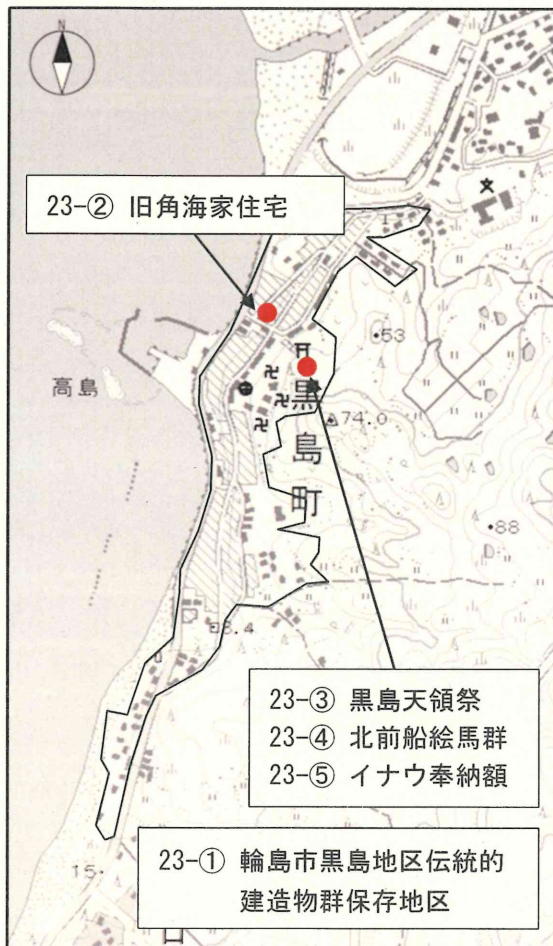 N
23-② 旧角海家住宅
53
高島
黒島町
74.0
88
8.4
23-③ 黒島天領祭
23-④ 北前船絵馬群
23-⑤ イナウ奉納額
23-① 輪島市黒島地区伝統的
建造物群保存地区
15.